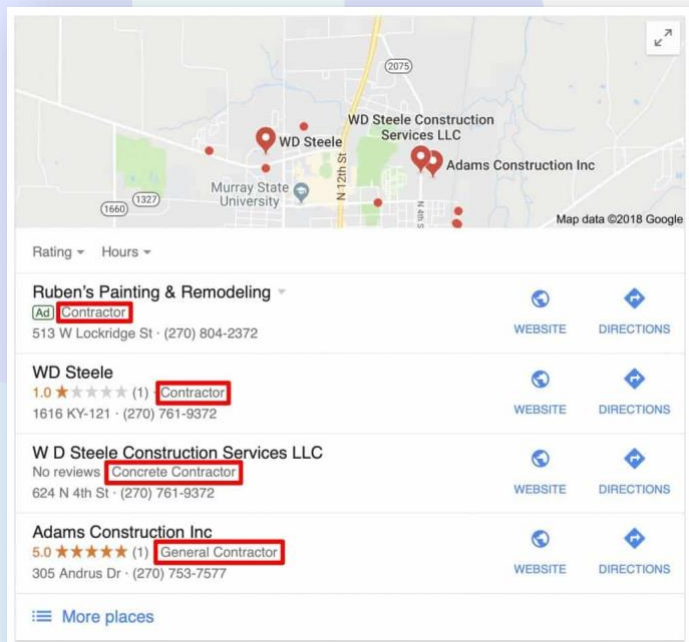 2075
WD Steele Construction
Services LLC
WD Steele
Adams Construction Inc
N 12th St
Murray State
University
1327
1660
N 4th S
Map data ©2018 Google
Rating Hours
Ruben's Painting & Remodeling
Ad Contractor
513 W Lockridge St · (270) 804-2372
WEBSITE DIRECTIONS
WD Steele
1.0 ★★★★★ (1) · Contractor
1616 KY-121 · (270) 761-9372
WEBSITE DIRECTIONS
W D Steele Construction Services LLC
No reviews Concrete Contractor
624 N 4th St · (270) 761-9372
WEBSITE DIRECTIONS
Adams Construction Inc
5.0 ★★★★★ (1) General Contractor
305 Andrus Dr · (270) 753-7577
WEBSITE DIRECTIONS
More places